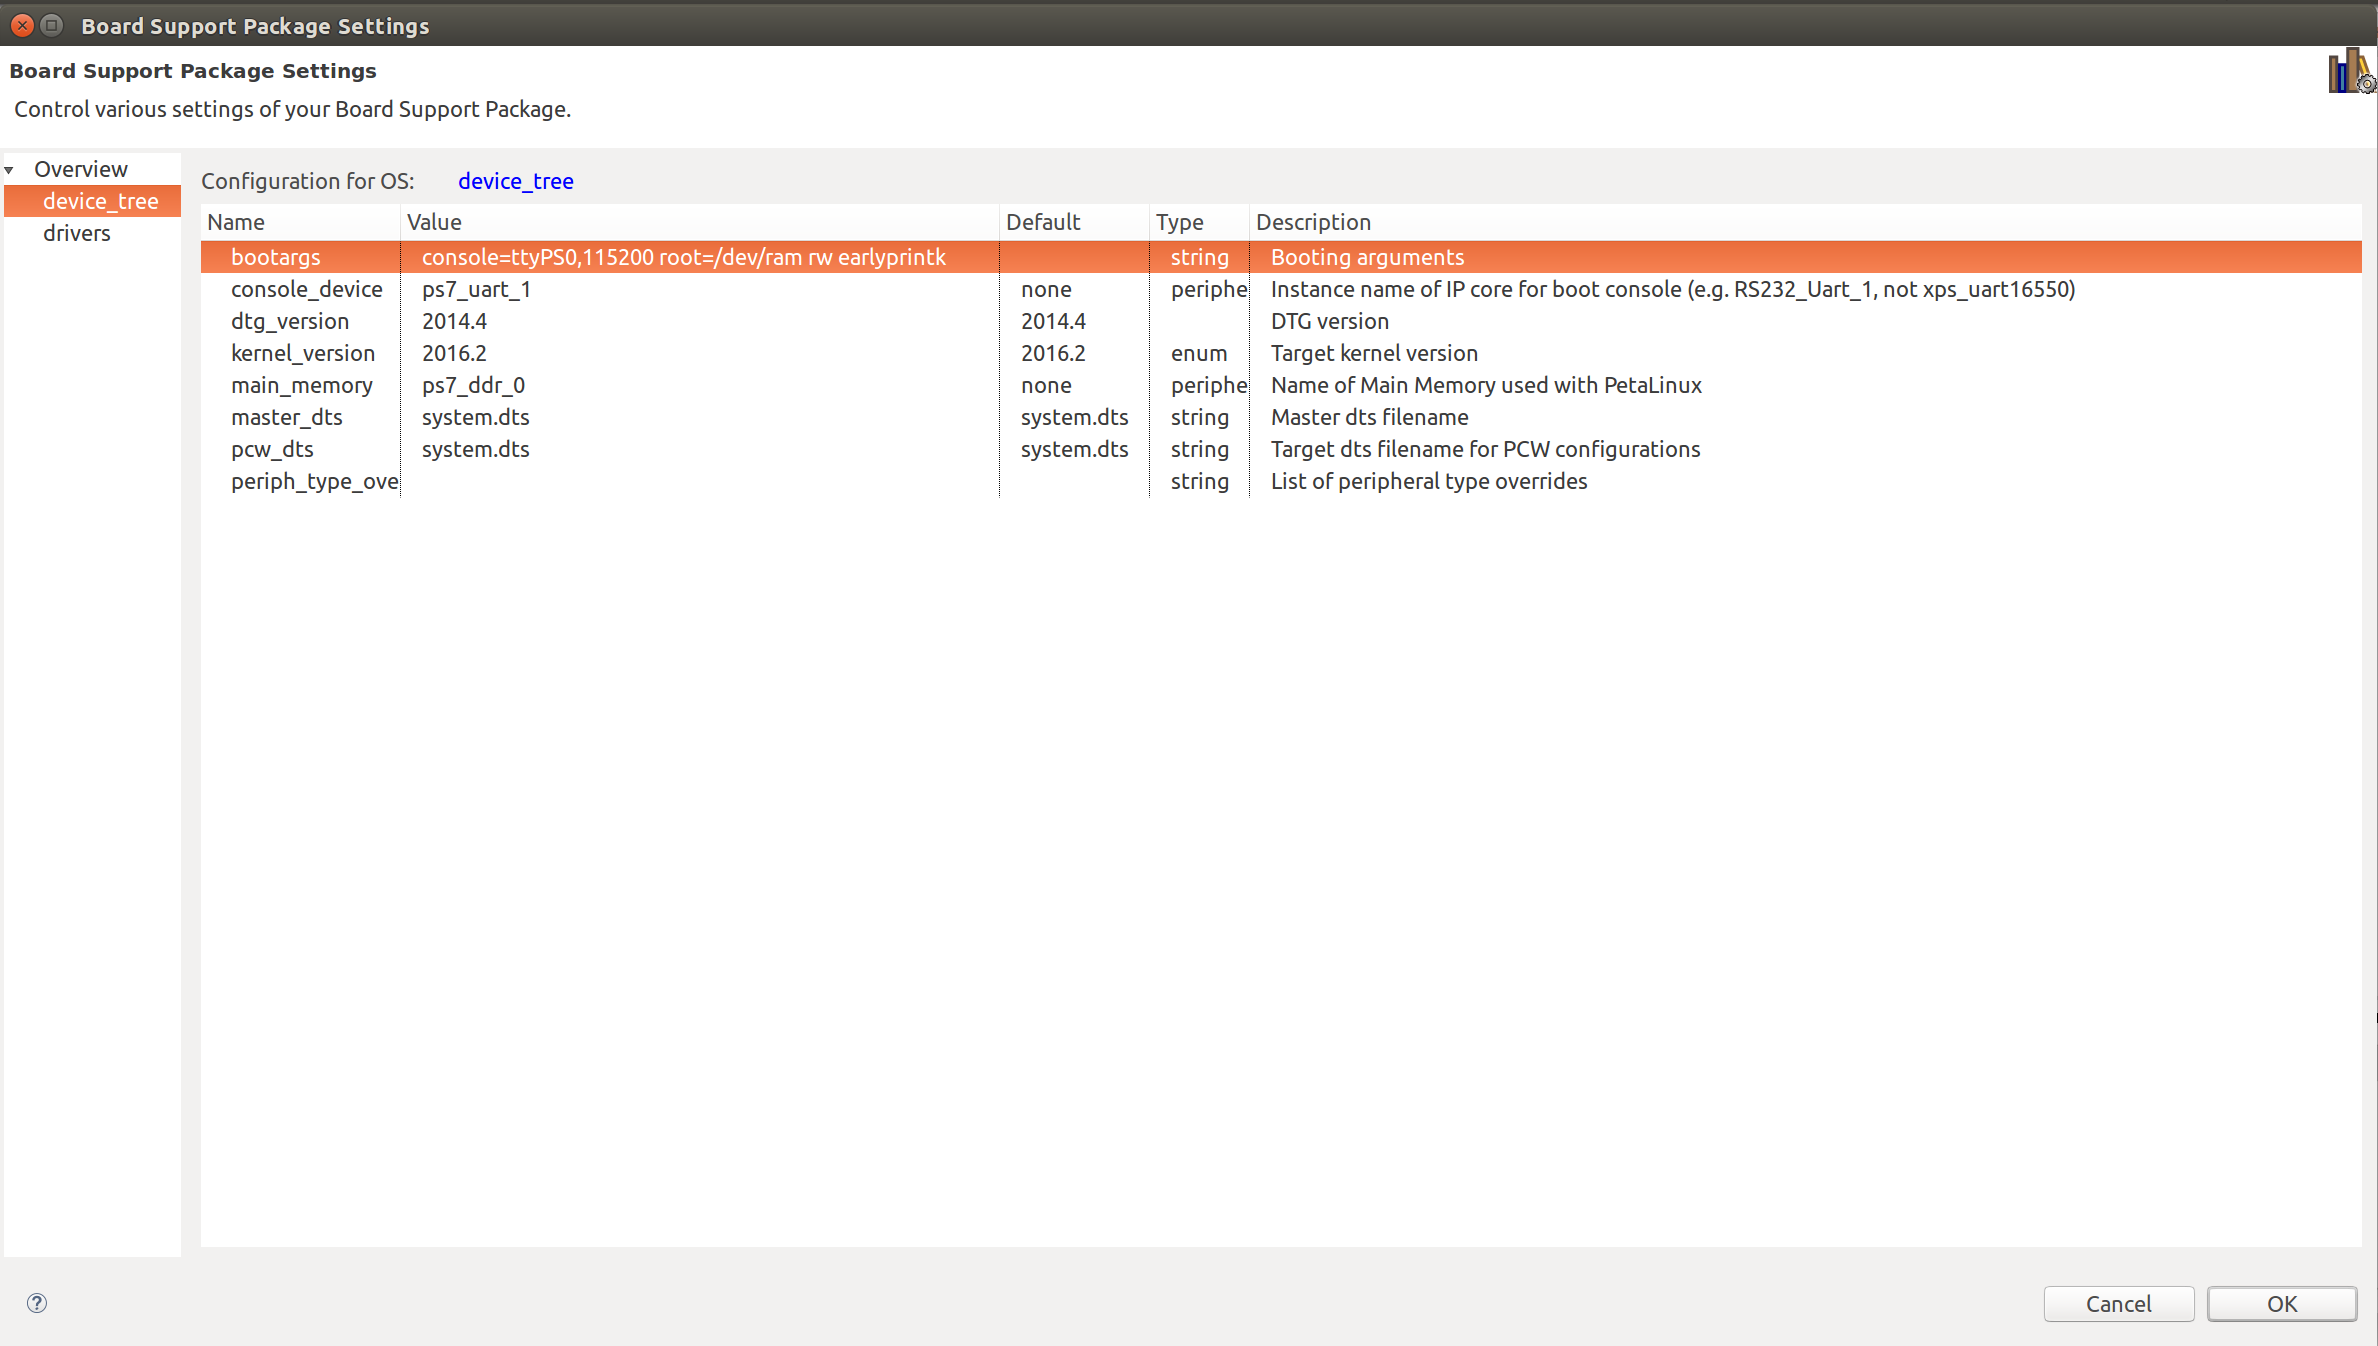 Board Support Package Settings
Board Support Package Settings
Control various settings of your Board Support Package.
Overview
device_tree
drivers
Configuration for OS: device_tree
Name Value Default Type Description
bootargs console=ttyPS0,115200 root=/dev/ram rw earlyprintk string Booting arguments
console_device ps7_uart_1 none periphe Instance name of IP core for boot console (e.g. RS232_Uart_1, not xps_uart16550)
dtg_version 2014.4 2014.4 DTG version
kernel_version 2016.2 2016.2 enum Target kernel version
main_memory ps7_ddr_0 none periphe Name of Main Memory used with PetaLinux
master_dts system.dts system.dts string Master dts filename
pcw_dts system.dts system.dts string Target dts filename for PCW configurations
periph_type_ove string List of peripheral type overrides
? Cancel OK